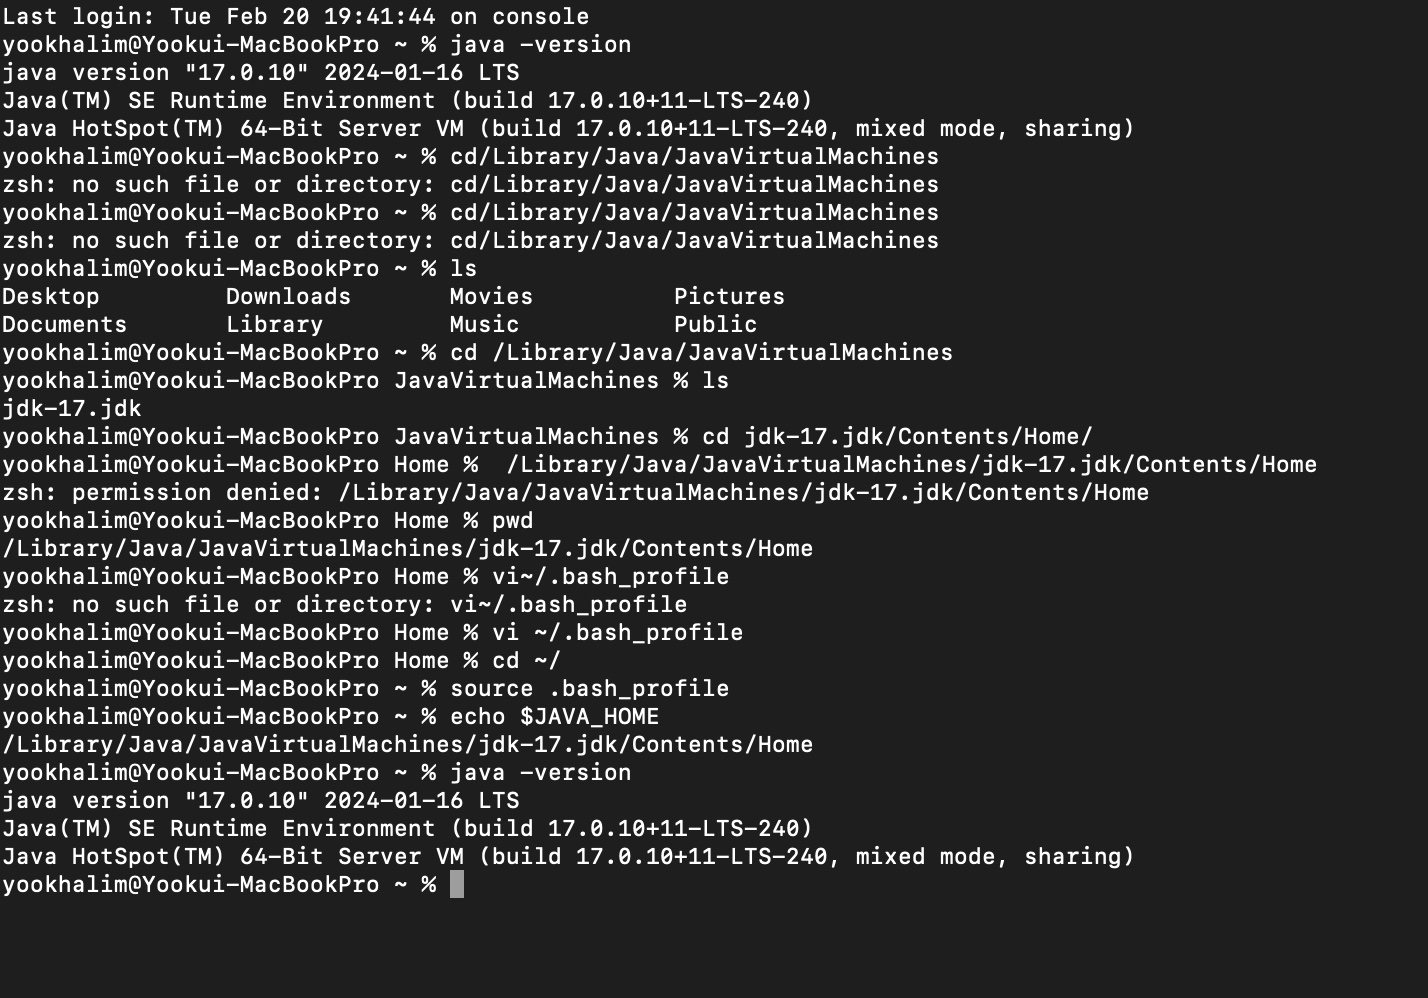 Last login: Tue Feb 20 19:41:44 on console
yookhalim@Yookui-MacBookPro ~ % java -version
java version "17.0.10" 2024-01-16 LTS
Java(TM) SE Runtime Environment (build 17.0.10+11-LTS-240)
Java HotSpot(TM) 64-Bit Server VM (build 17.0.10+11-LTS-240, mixed mode, sharing)
yookhalim@Yookui-MacBookPro ~ % cd/Library/Java/JavaVirtualMachines
zsh: no such file or directory: cd/Library/Java/JavaVirtualMachines
yookhalim@Yookui-MacBookPro ~ % cd/Library/Java/JavaVirtualMachines
zsh: no such file or directory: cd/Library/Java/JavaVirtualMachines
yookhalim@Yookui-MacBookPro ~ % ls
Desktop         Downloads       Movies          Pictures
Documents       Library         Music           Public
yookhalim@Yookui-MacBookPro ~ % cd /Library/Java/JavaVirtualMachines
yookhalim@Yookui-MacBookPro JavaVirtualMachines % ls
jdk-17.jdk
yookhalim@Yookui-MacBookPro JavaVirtualMachines % cd jdk-17.jdk/Contents/Home/
yookhalim@Yookui-MacBookPro Home %  /Library/Java/JavaVirtualMachines/jdk-17.jdk/Contents/Home
zsh: permission denied: /Library/Java/JavaVirtualMachines/jdk-17.jdk/Contents/Home
yookhalim@Yookui-MacBookPro Home % pwd
/Library/Java/JavaVirtualMachines/jdk-17.jdk/Contents/Home
yookhalim@Yookui-MacBookPro Home % vi~/.bash_profile
zsh: no such file or directory: vi~/.bash_profile
yookhalim@Yookui-MacBookPro Home % vi ~/.bash_profile
yookhalim@Yookui-MacBookPro Home % cd ~/
yookhalim@Yookui-MacBookPro ~ % source .bash_profile
yookhalim@Yookui-MacBookPro ~ % echo $JAVA_HOME
/Library/Java/JavaVirtualMachines/jdk-17.jdk/Contents/Home
yookhalim@Yookui-MacBookPro ~ % java -version
java version "17.0.10" 2024-01-16 LTS
Java(TM) SE Runtime Environment (build 17.0.10+11-LTS-240)
Java HotSpot(TM) 64-Bit Server VM (build 17.0.10+11-LTS-240, mixed mode, sharing)
yookhalim@Yookui-MacBookPro ~ %